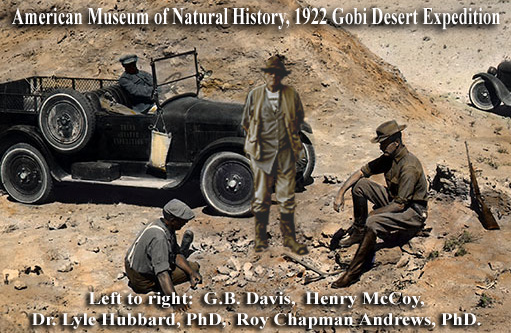 American Museum of Natural History, 1922 Gobi Desert Expedition
Left to right: G.B. Davis, Henry McCoy,
Dr. Lyle Hubbard, PhD, Roy Chapman Andrews, PhD.